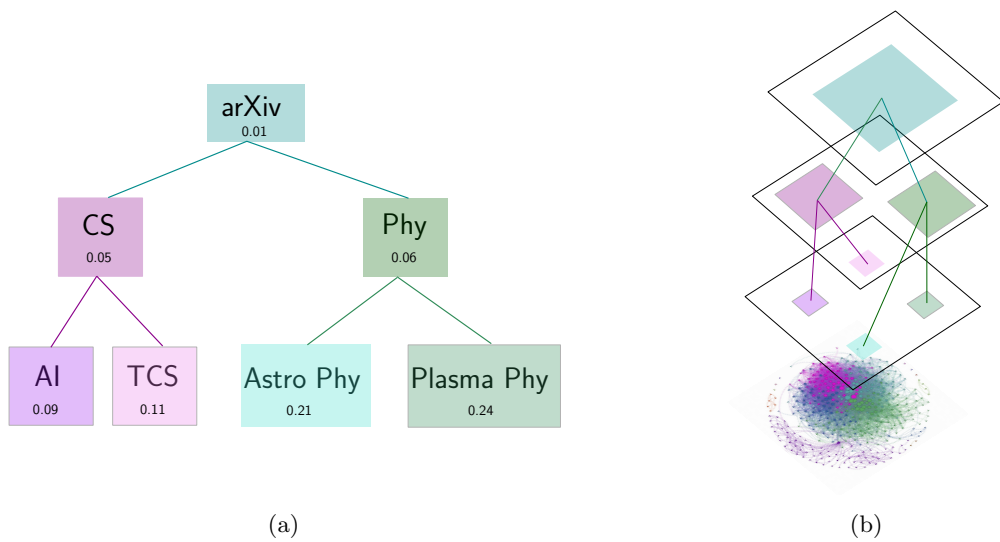 arXiv
0.01
CS
0.05
Phy
0.06
AI
0.09
TCS
0.11
Astro Phy
0.21
Plasma Phy
0.24
(a)
(b)